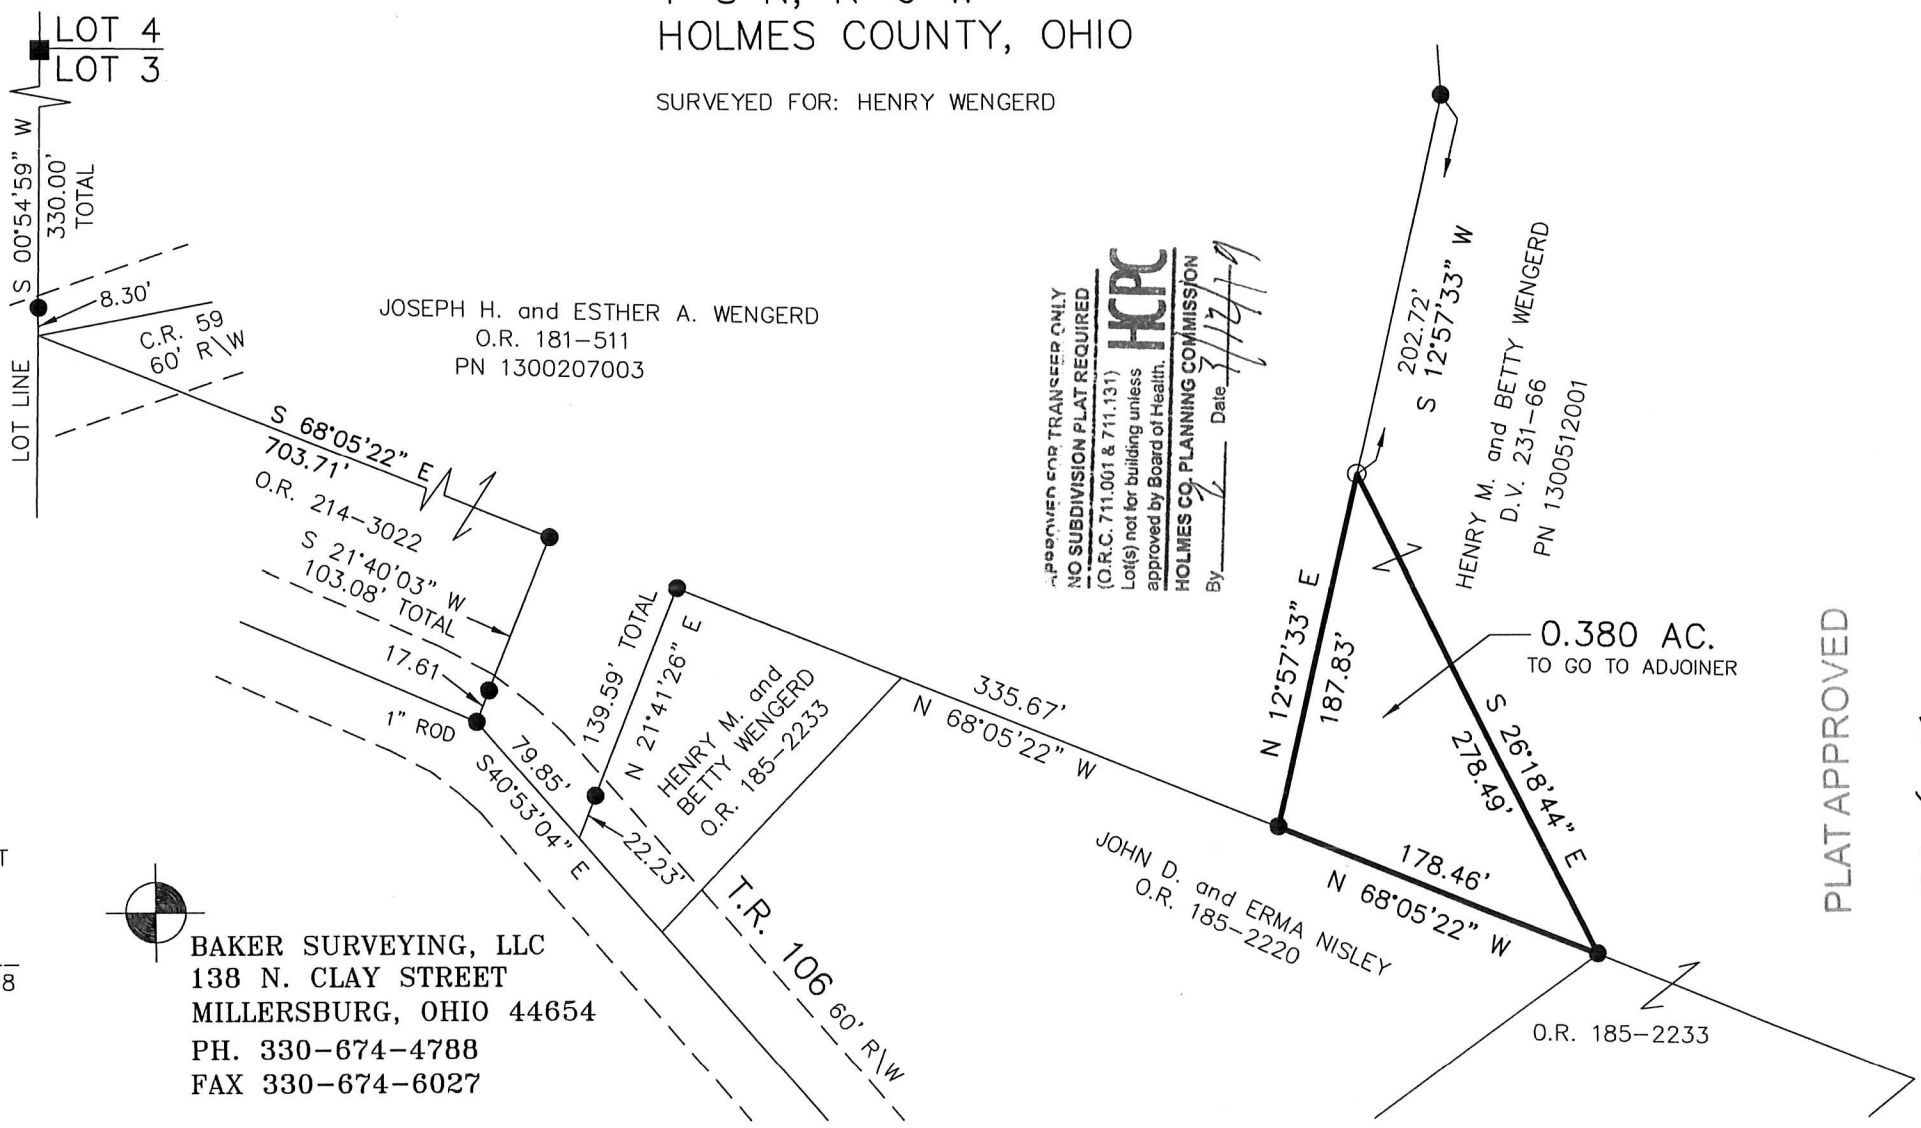 HOLMES COUNTY, OHIO
SURVEYED FOR: HENRY WENGERD
LOT 4
LOT 3
S 00°54'59" W
330.00'
TOTAL
8.30'
C.R. 59
60' R\W
LOT LINE
JOSEPH H. and ESTHER A. WENGERD
O.R. 181-511
PN 1300207003
S 68°05'22" E
703.71'
O.R. 214-3022
S 21°40'03" W
103.08' TOTAL
17.61
1" ROD
79.85'
S40°53'04" E
139.59' TOTAL
N 21°41'26" E
22.23'
HENRY M. and
BETTY WENGERD
O.R. 185-2233
T.R. 106 60' R\W
335.67'
N 68°05'22" W
APPROVED FOR TRANSFER ONLY
NO SUBDIVISION PLAT REQUIRED
(O.R.C. 711.001 & 711.131)
Lot(s) not for building unless
approved by Board of Health.
HCPC
HOLMES CO. PLANNING COMMISSION
By Date
202.72'
S 12°57'33" W
HENRY M. and BETTY WENGERD
D.V. 231-66
PN 1300512001
N 12°57'33" E
187.83'
0.380 AC.
TO GO TO ADJOINER
S 26°18'44" E
278.49'
178.46'
N 68°05'22" W
JOHN D. and ERMA NISLEY
O.R. 185-2220
O.R. 185-2233
PLAT APPROVED
BAKER SURVEYING, LLC
138 N. CLAY STREET
MILLERSBURG, OHIO 44654
PH. 330-674-4788
FAX 330-674-6027
T
8